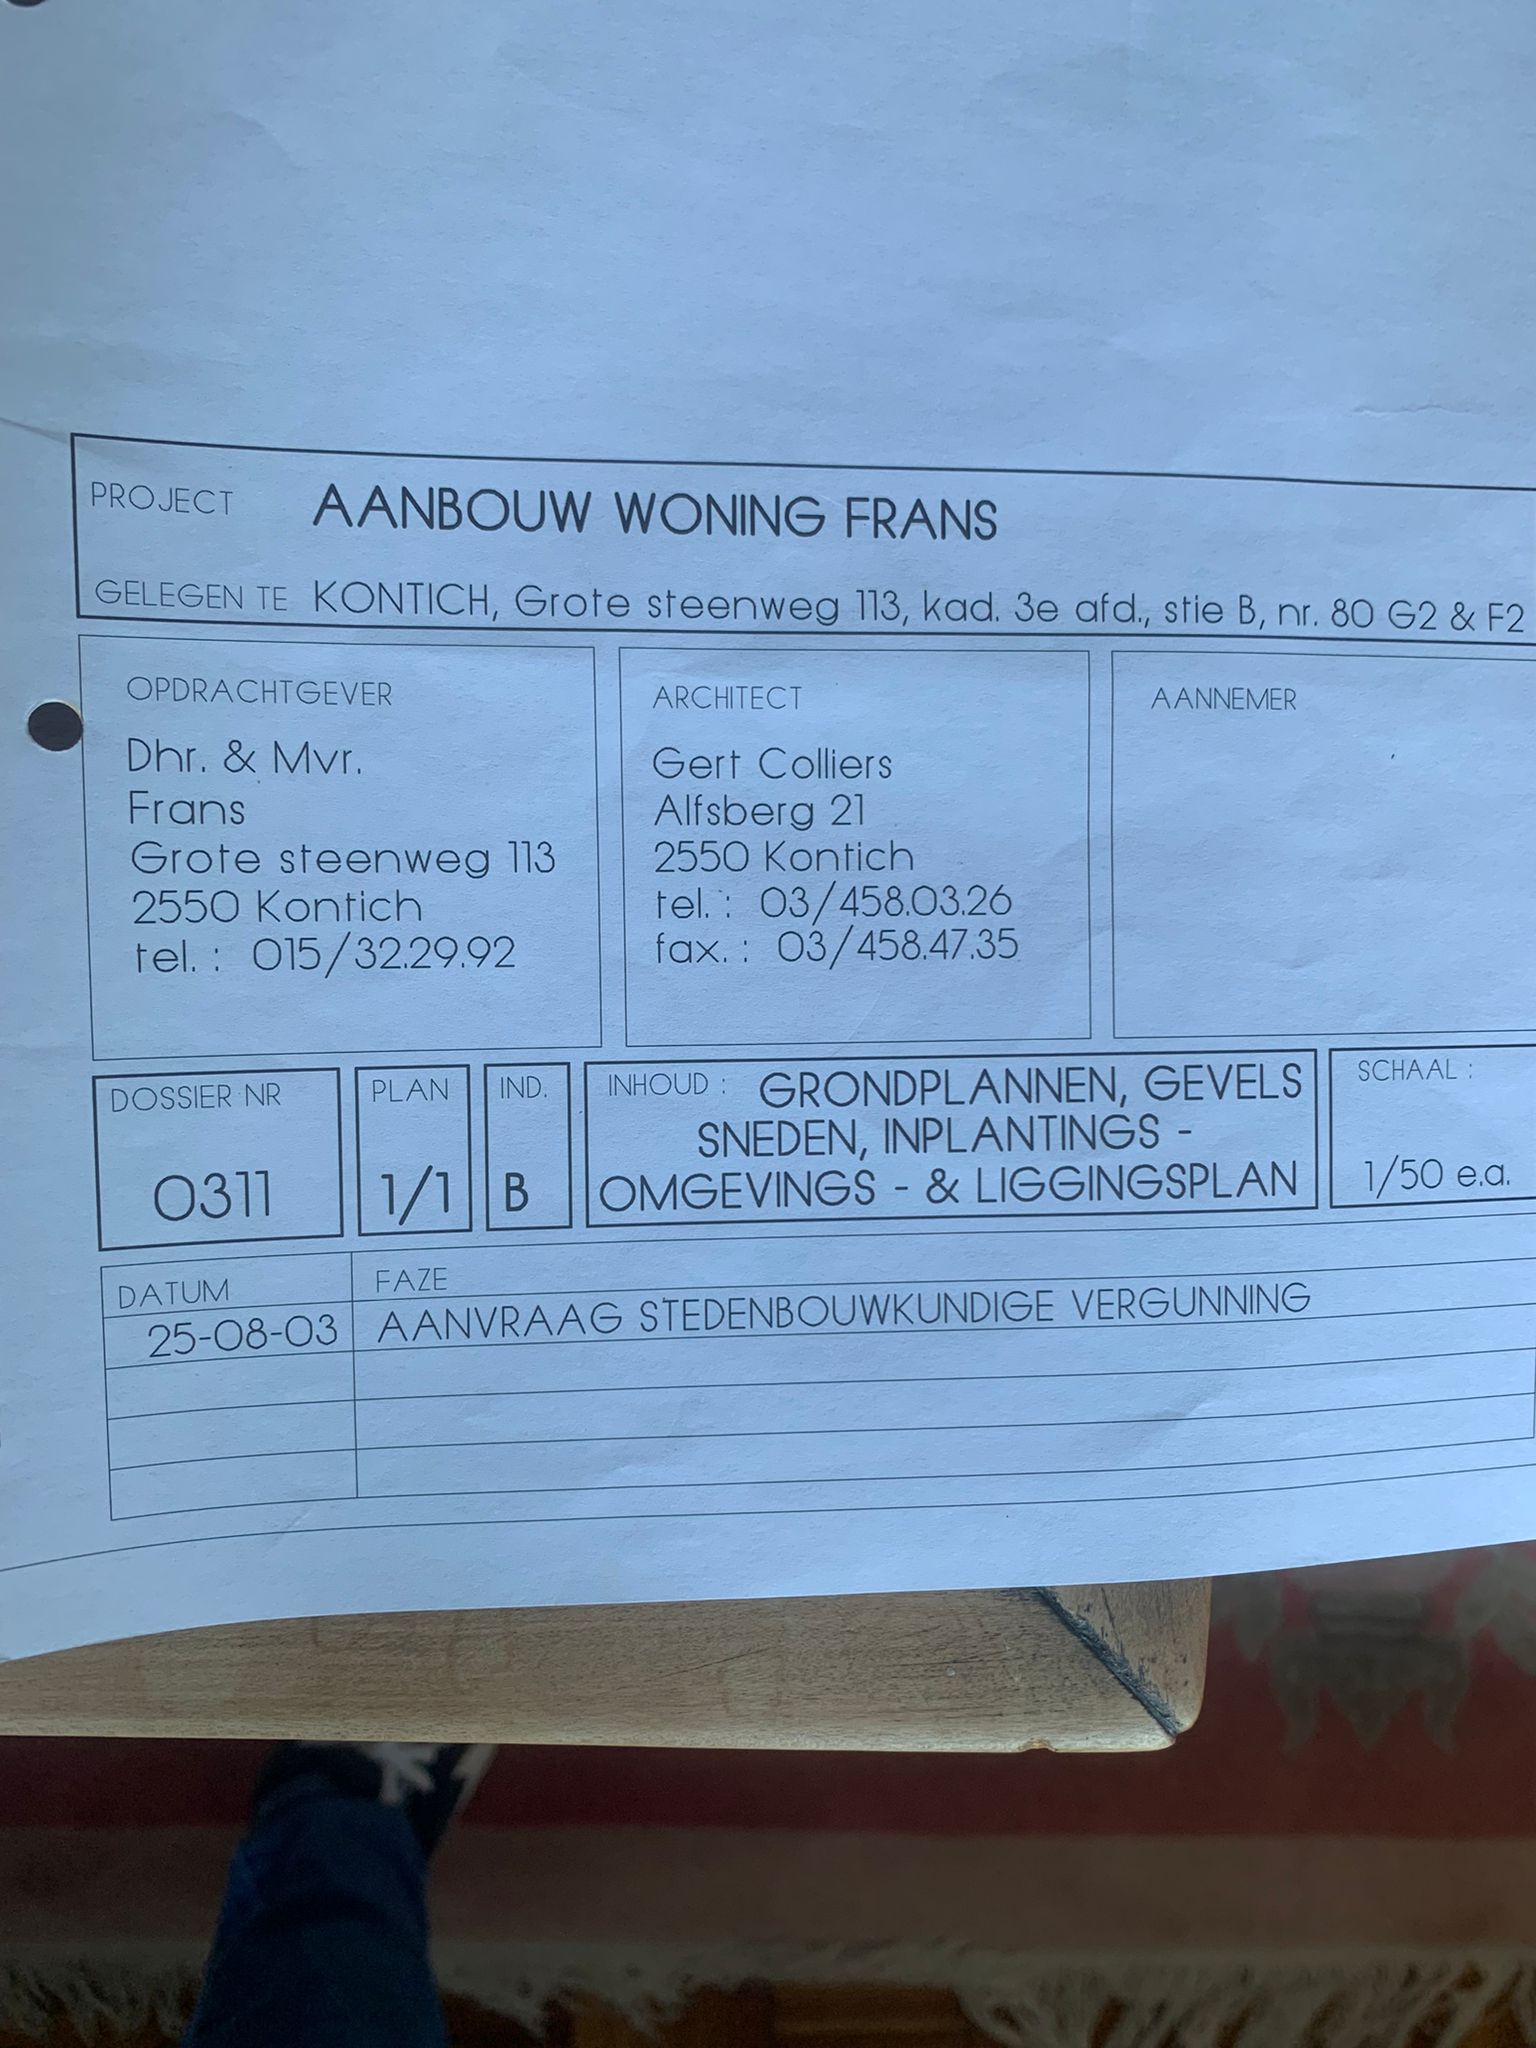 PROJECT AANBOUW WONING FRANS
GELEGEN TE KONTICH, Grote steenweg 113, kad. 3e afd., stie B, nr. 80 G2 & F2
OPDRACHTGEVER
Dhr. & Mvr.
Frans
Grote steenweg 113
2550 Kontich
tel. : 015/32.29.92
ARCHITECT
Gert Colliers
Alfsberg 21
2550 Kontich
tel. : 03/458.03.26
fax. : 03/458.47.35
AANNEMER
DOSSIER NR
0311
PLAN
1/1
IND.
B
INHOUD : GRONDPLANNEN, GEVELS
SNEDEN, INPLANTINGS -
OMGEVINGS - & LIGGINGSPLAN
SCHAAL :
1/50 e.a.
DATUM FAZE
25-08-03 AANVRAAG STEDENBOUWKUNDIGE VERGUNNING